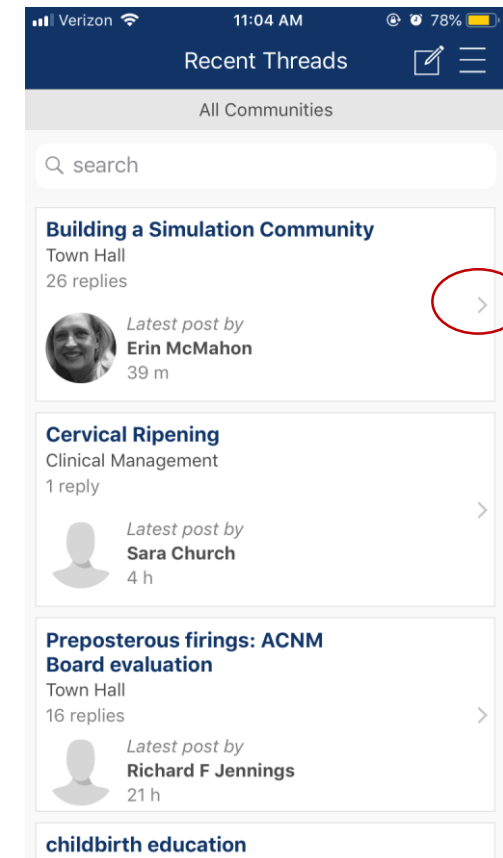 Verizon 11:04 AM 78%
Recent Threads
All Communities
search
Building a Simulation Community
Town Hall
26 replies
Latest post by
Erin McMahon
39 m
Cervical Ripening
Clinical Management
1 reply
Latest post by
Sara Church
4 h
Preposterous firings: ACNM
Board evaluation
Town Hall
16 replies
Latest post by
Richard F Jennings
21 h
childbirth education